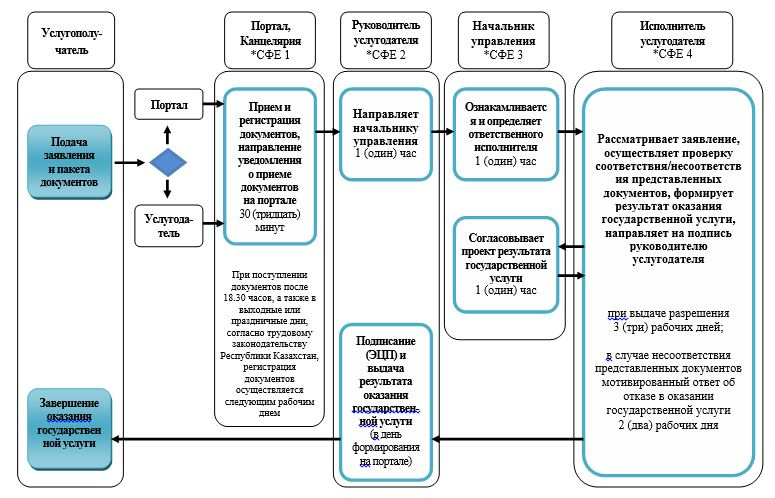 Услугополу-
чатель
Портал,
Канцелярия
*СФЕ 1
Руководитель
услугодателя
*СФЕ 2
Начальник
управления
*СФЕ 3
Исполнитель
услугодателя
*СФЕ 4
Подача
заявления
и пакета
документов
Портал
Услугода-
тель
Прием и
регистрация
документов,
направление
уведомления
о приеме
документов
на портале
30 (тридцать)
минут
При поступлении
документов после
18.30 часов, а также в
выходные или
праздничные дни,
согласно трудовому
законодательству
Республики Казахстан,
регистрация
документов
осуществляется
следующим рабочим
днем
Направляет
начальнику
управления
1 (один) час
Ознакамливаетс
я и определяет
ответственного
исполнителя
1 (один) час
Согласовывает
проект результата
государственной
услуги
1 (один) час
Рассматривает заявление,
осуществляет проверку
соответствия/несоответств
ия представленных
документов, формирует
результат оказания
государственной услуги,
направляет на подпись
руководителю
услугодателя
при выдаче разрешения
3 (три) рабочих дней;
в случае несоответствия
представленных документов
мотивированный ответ об
отказе в оказании
государственной услуги
2 (два) рабочих дня
Подписание
(ЭЦП) и
выдача
результата
оказания
государствен-
ной услуги
(в день
формирования
на портале)
Завершение
оказания
государствен
ной услуги